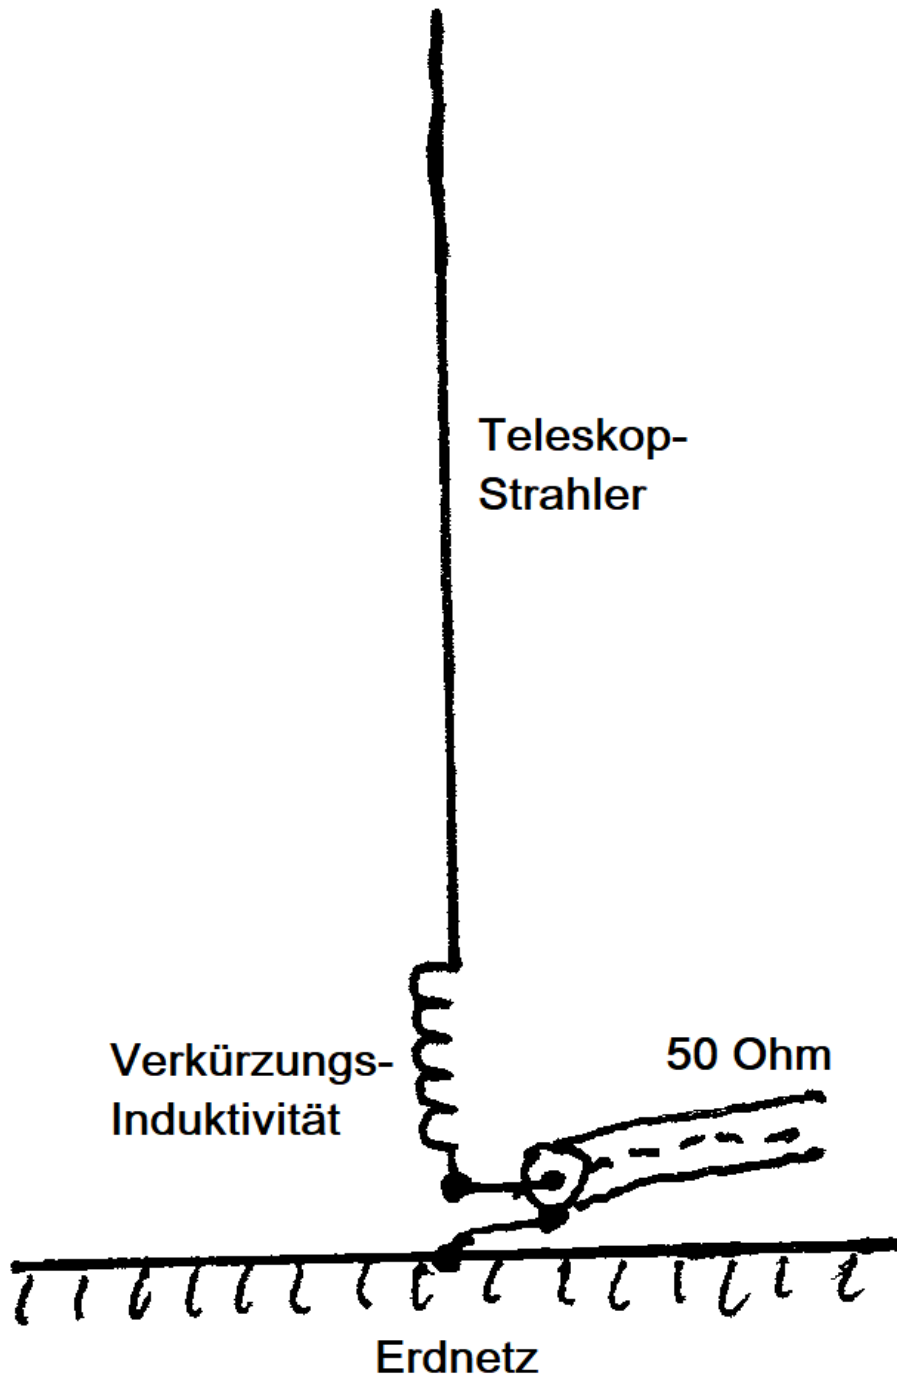 Teleskop-
Strahler
Verkürzungs-
Induktivität
50 Ohm
Erdnetz